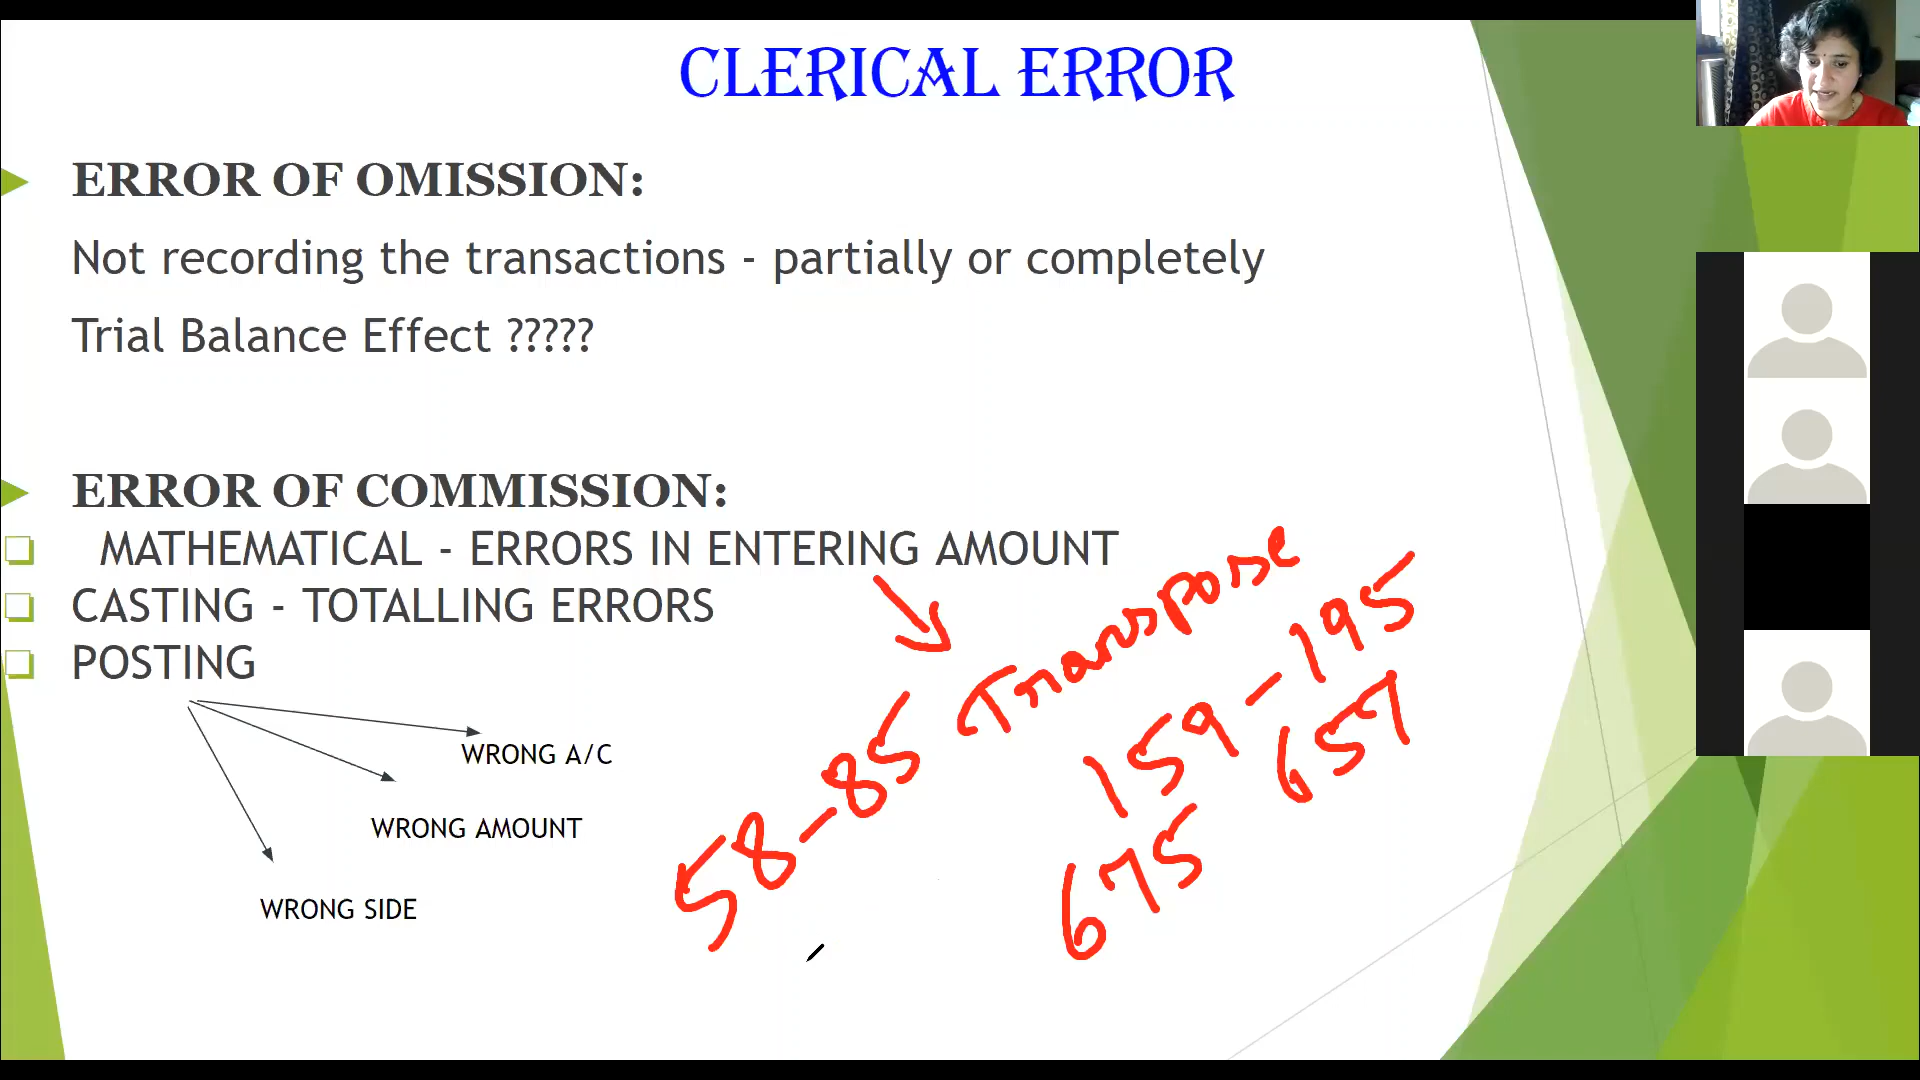 CLERICAL ERROR
ERROR OF OMISSION:
Not recording the transactions - partially or completely
Trial Balance Effect ?????
ERROR OF COMMISSION:
MATHEMATICAL - ERRORS IN ENTERING AMOUNT
CASTING - TOTALLING ERRORS
POSTING
WRONG A/C
WRONG AMOUNT
WRONG SIDE
Transpose
58-85
159-195
675
657